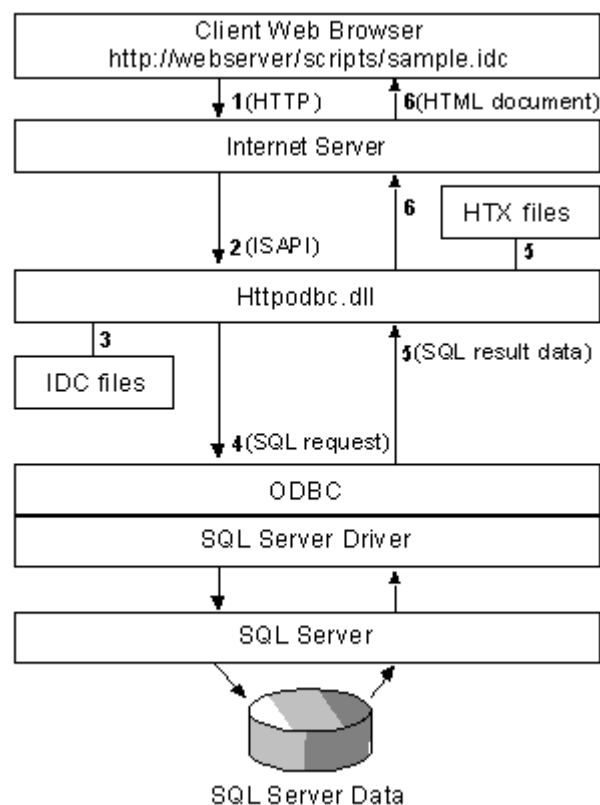 Client Web Browser
http://webserver/scripts/sample.idc
1(HTTP)
6(HTML document)
Internet Server
6
HTX files
2(ISAPI)
5
Httpodbc.dll
3
IDC files
5(SQL result data)
4(SQL request)
ODBC
SQL Server Driver
SQL Server
SQL Server Data